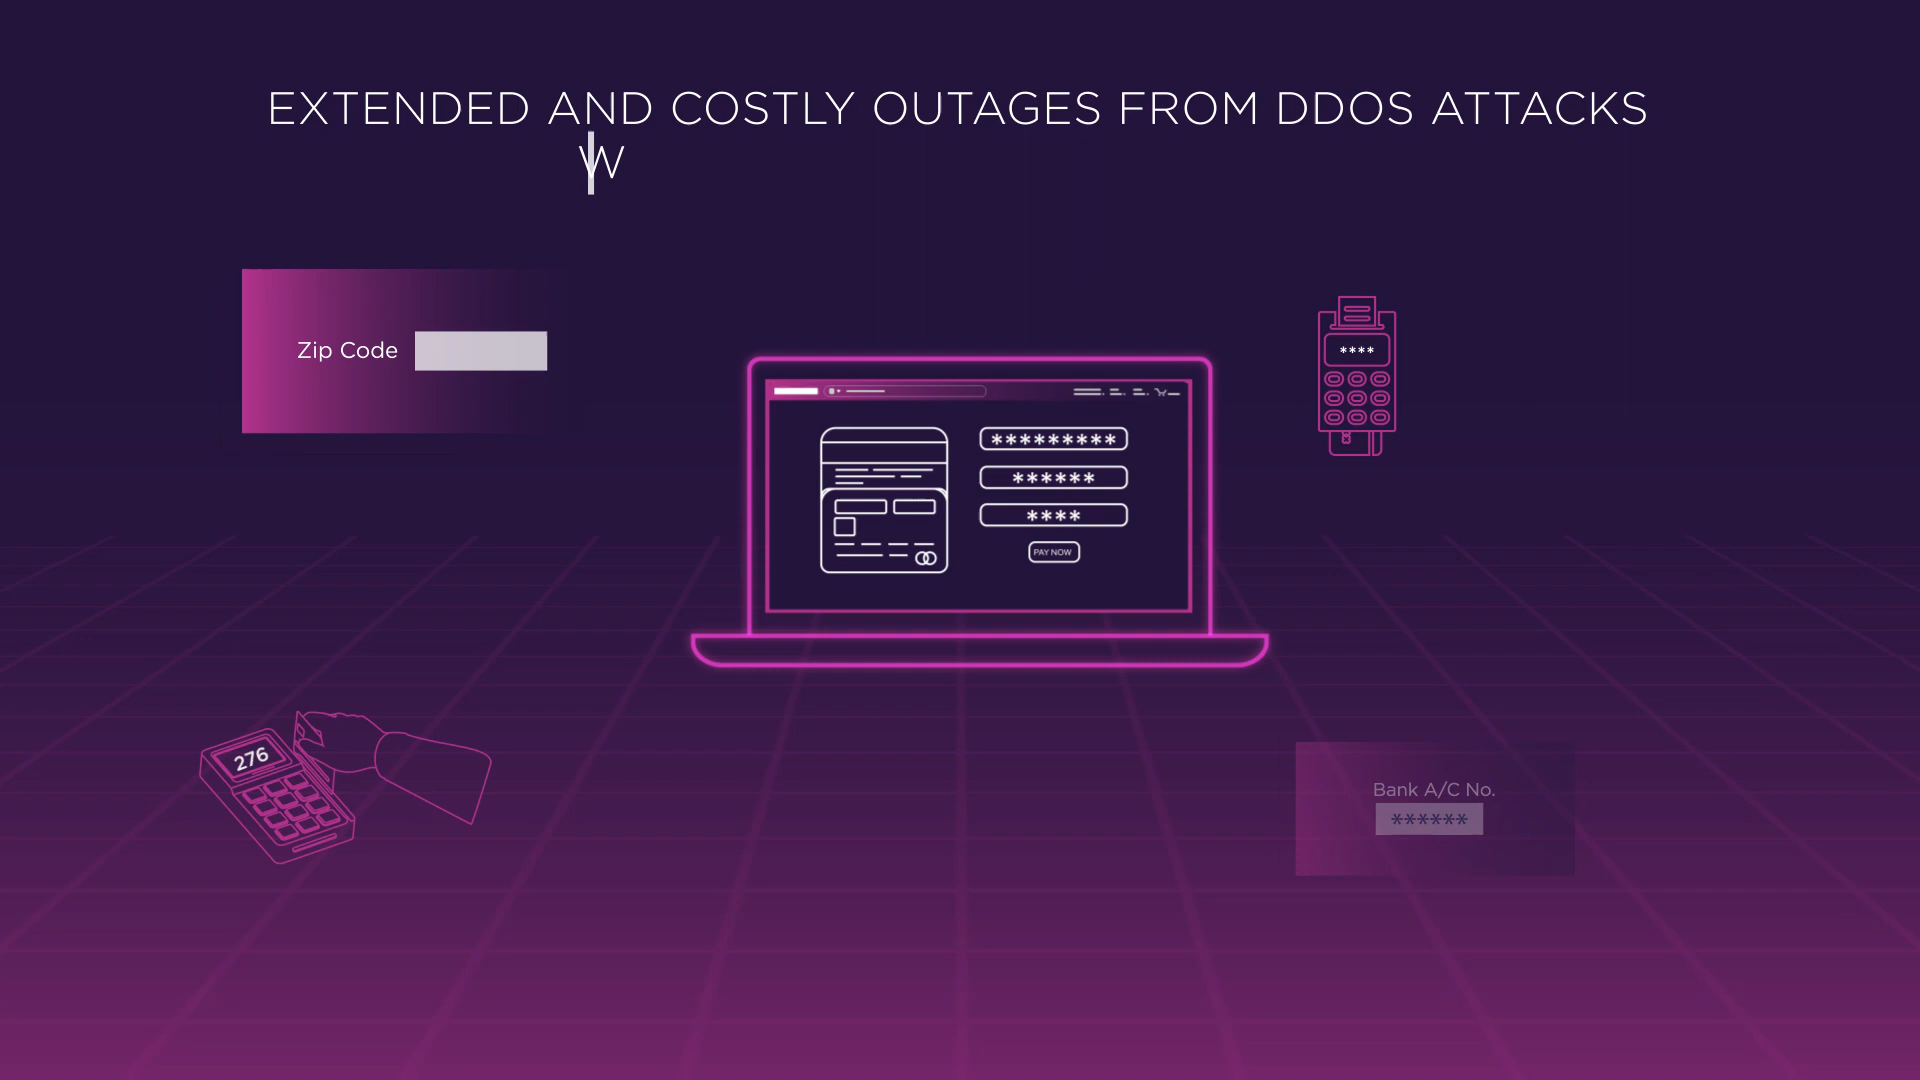 EXTENDED AND COSTLY OUTAGES FROM DDOS ATTACKS
W
Zip Code
****
*********
******
****
PAY NOW
276
Bank A/C No.
******